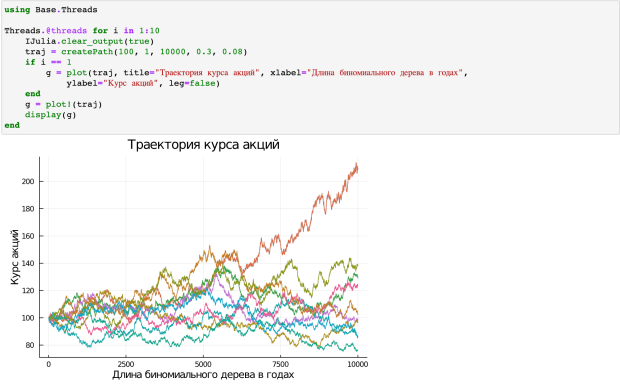 using Base.Threads
Threads.@threads for i in 1:10
IJulia.clear_output(true)
traj = createPath(100, 1, 10000, 0.3, 0.08)
if i == 1
g = plot(traj, title="Траектория курса акций", xlabel="Длина биномиального дерева в годах",
ylabel="Курс акций", leg=false)
end
g = plot!(traj)
display(g)
end
Траектория курса акций
200
180
160
140
120
100
80
Курс акций
0
2500
5000
7500
10000
Длина биномиального дерева в годах